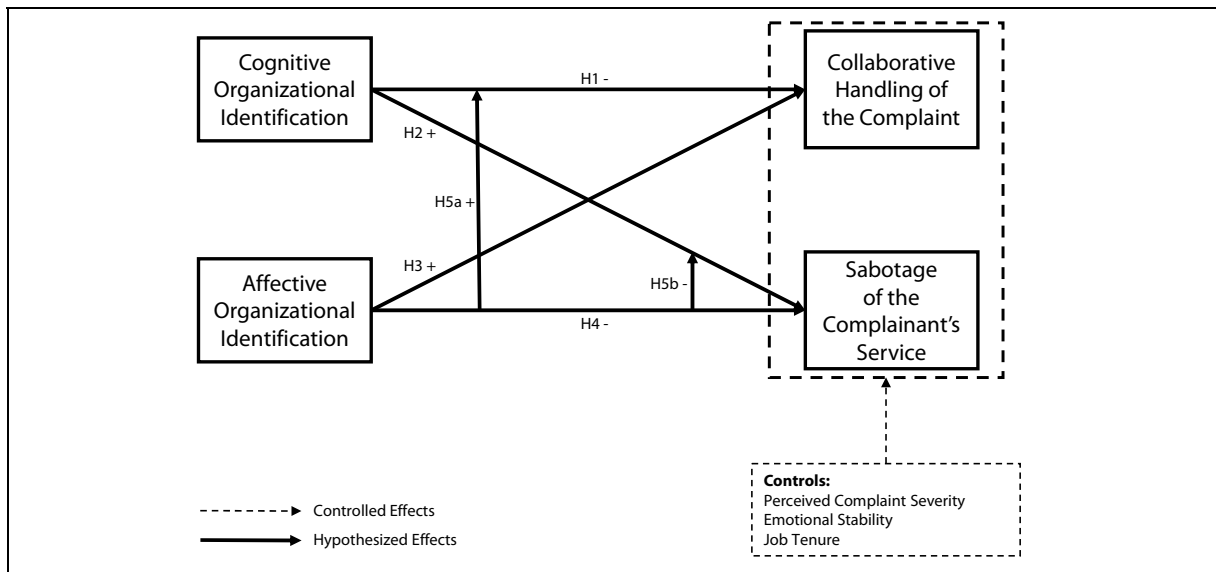 Cognitive
Organizational
Identification
Collaborative
Handling of
the Complaint
H1 -
H2 +
H5a +
H3 +
H5b -
H4 -
Affective
Organizational
Identification
Sabotage
of the
Complainant’s
Service
Controls:
Perceived Complaint Severity
Emotional Stability
Job Tenure
Controlled Effects
Hypothesized Effects